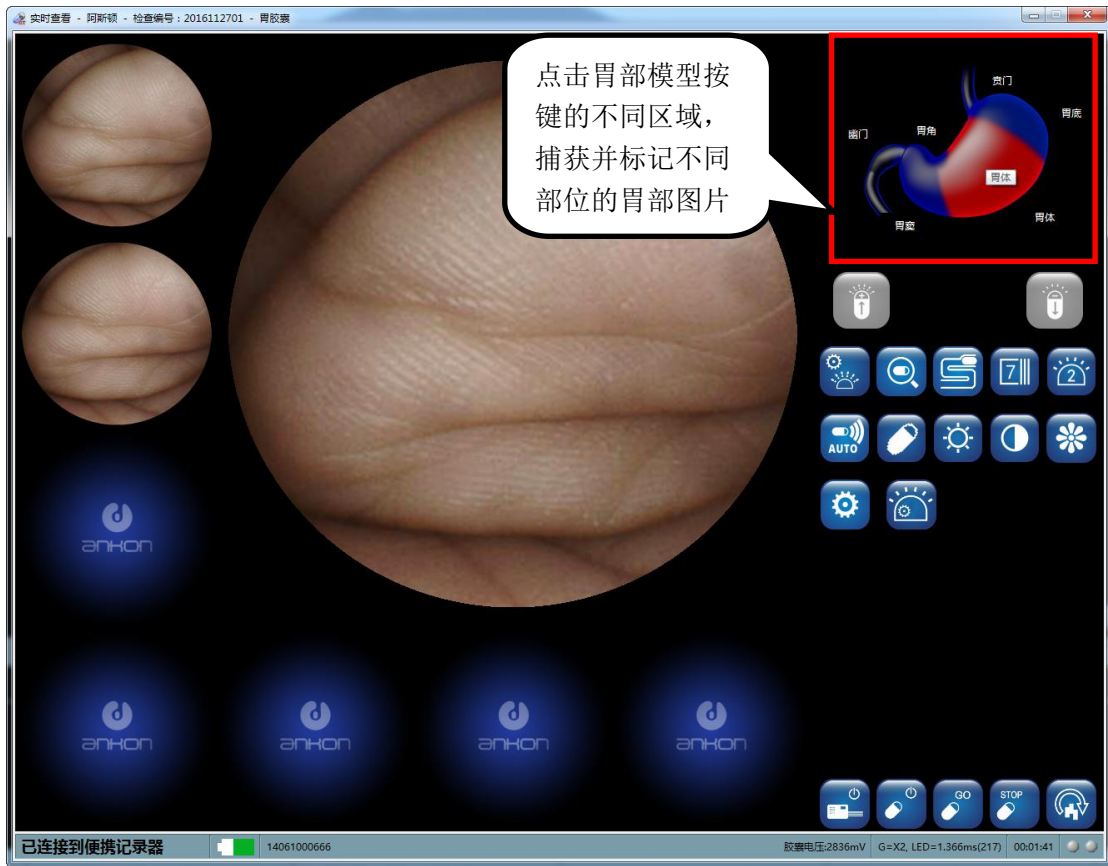 实时查看 - 阿斯顿 - 检查编号：2016112701 - 胃胶囊
点击胃部模型按
键的不同区域，
捕获并标记不同
部位的胃部图片
贲门
胃底
幽门
胃角
胃体
胃体
胃窦
7
2
AUTO
ankon
ankon
ankon
ankon
ankon
GO
STOP
已连接到便携记录器
14061000666
胶囊电压:2836mV
G=X2, LED=1.366ms(217)
00:01:41